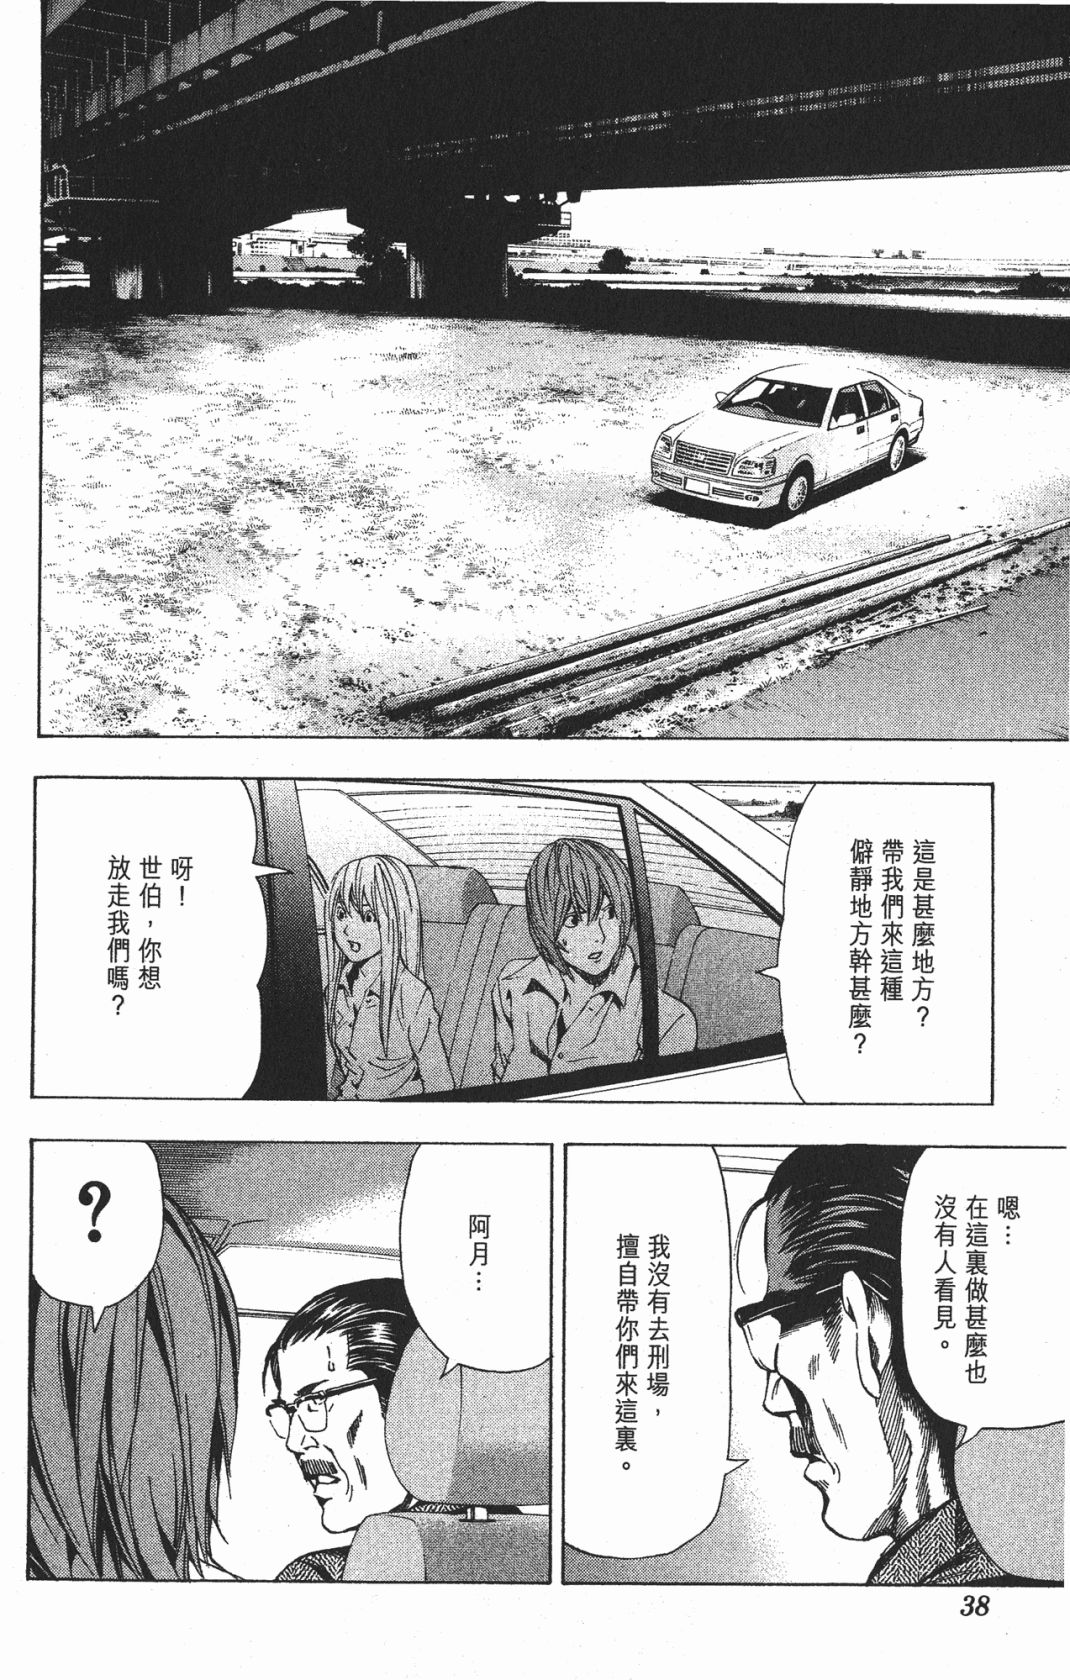 這是甚麼地方？
帶我們來這種
僻靜地方幹甚麼？
呀！
世伯，你想
放走我們嗎？
嗯…
在這裏做甚麼也
沒有人看見。
我沒有去刑場，
擅自帶你們來這裏。
阿月…
？
38